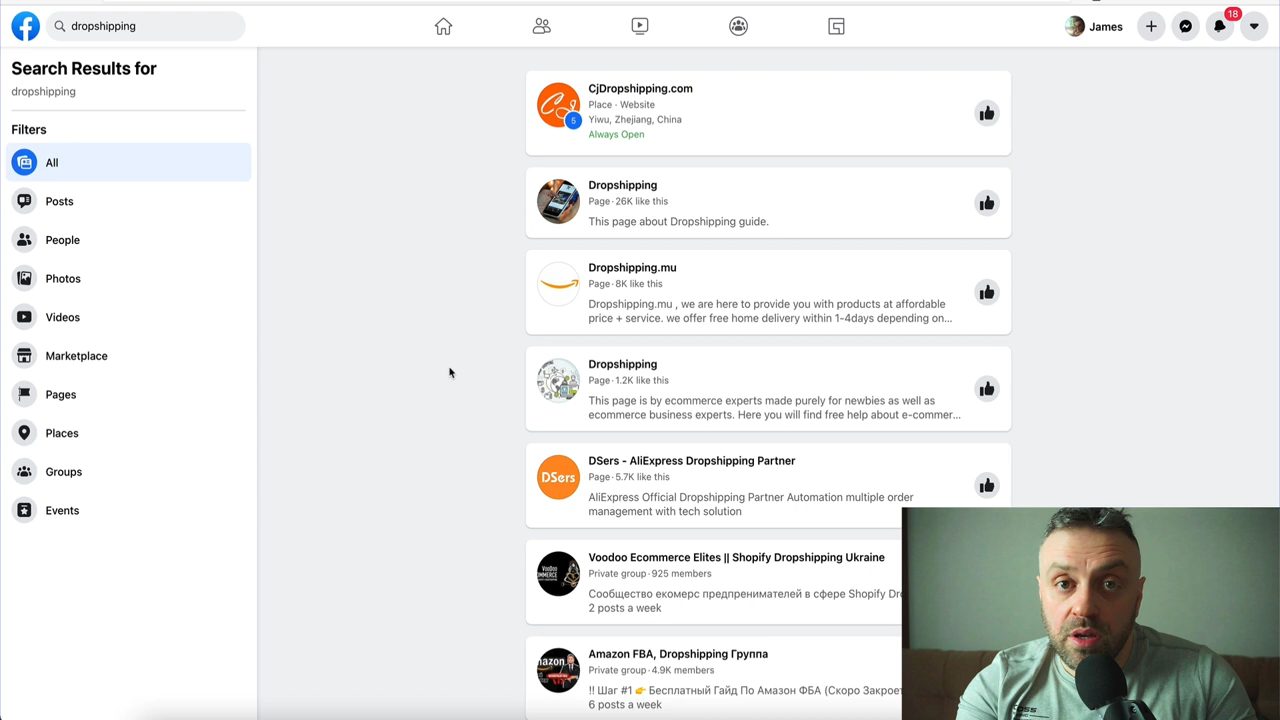 dropshipping
James
18
Search Results for
dropshipping
Filters
All
Posts
People
Photos
Videos
Marketplace
Pages
Places
Groups
Events
CjDropshipping.com
Place · Website
Yiwu, Zhejiang, China
Always Open
5
Dropshipping
Page · 26K like this
This page about Dropshipping guide.
Dropshipping.mu
Page · 8K like this
Dropshipping.mu , we are here to provide you with products at affordable
price + service. we offer free home delivery within 1-4days depending on...
Dropshipping
Page · 1.2K like this
This page is by ecommerce experts made purely for newbies as well as
ecommerce business experts. Here you will find free help about e-commer...
DSers
DSers - AliExpress Dropshipping Partner
Page · 5.7K like this
AliExpress Official Dropshipping Partner Automation multiple order
management with tech solution
Voodoo Ecommerce Elites || Shopify Dropshipping Ukraine
Private group · 925 members
Сообщество екомерс предпренимателей в сфере Shopify Dr
2 posts a week
Amazon FBA, Dropshipping Группа
Private group · 4.9K members
!! Шаг #1 👉 Бесплатный Гайд По Амазон ФБА (Скоро Закроет
6 posts a week